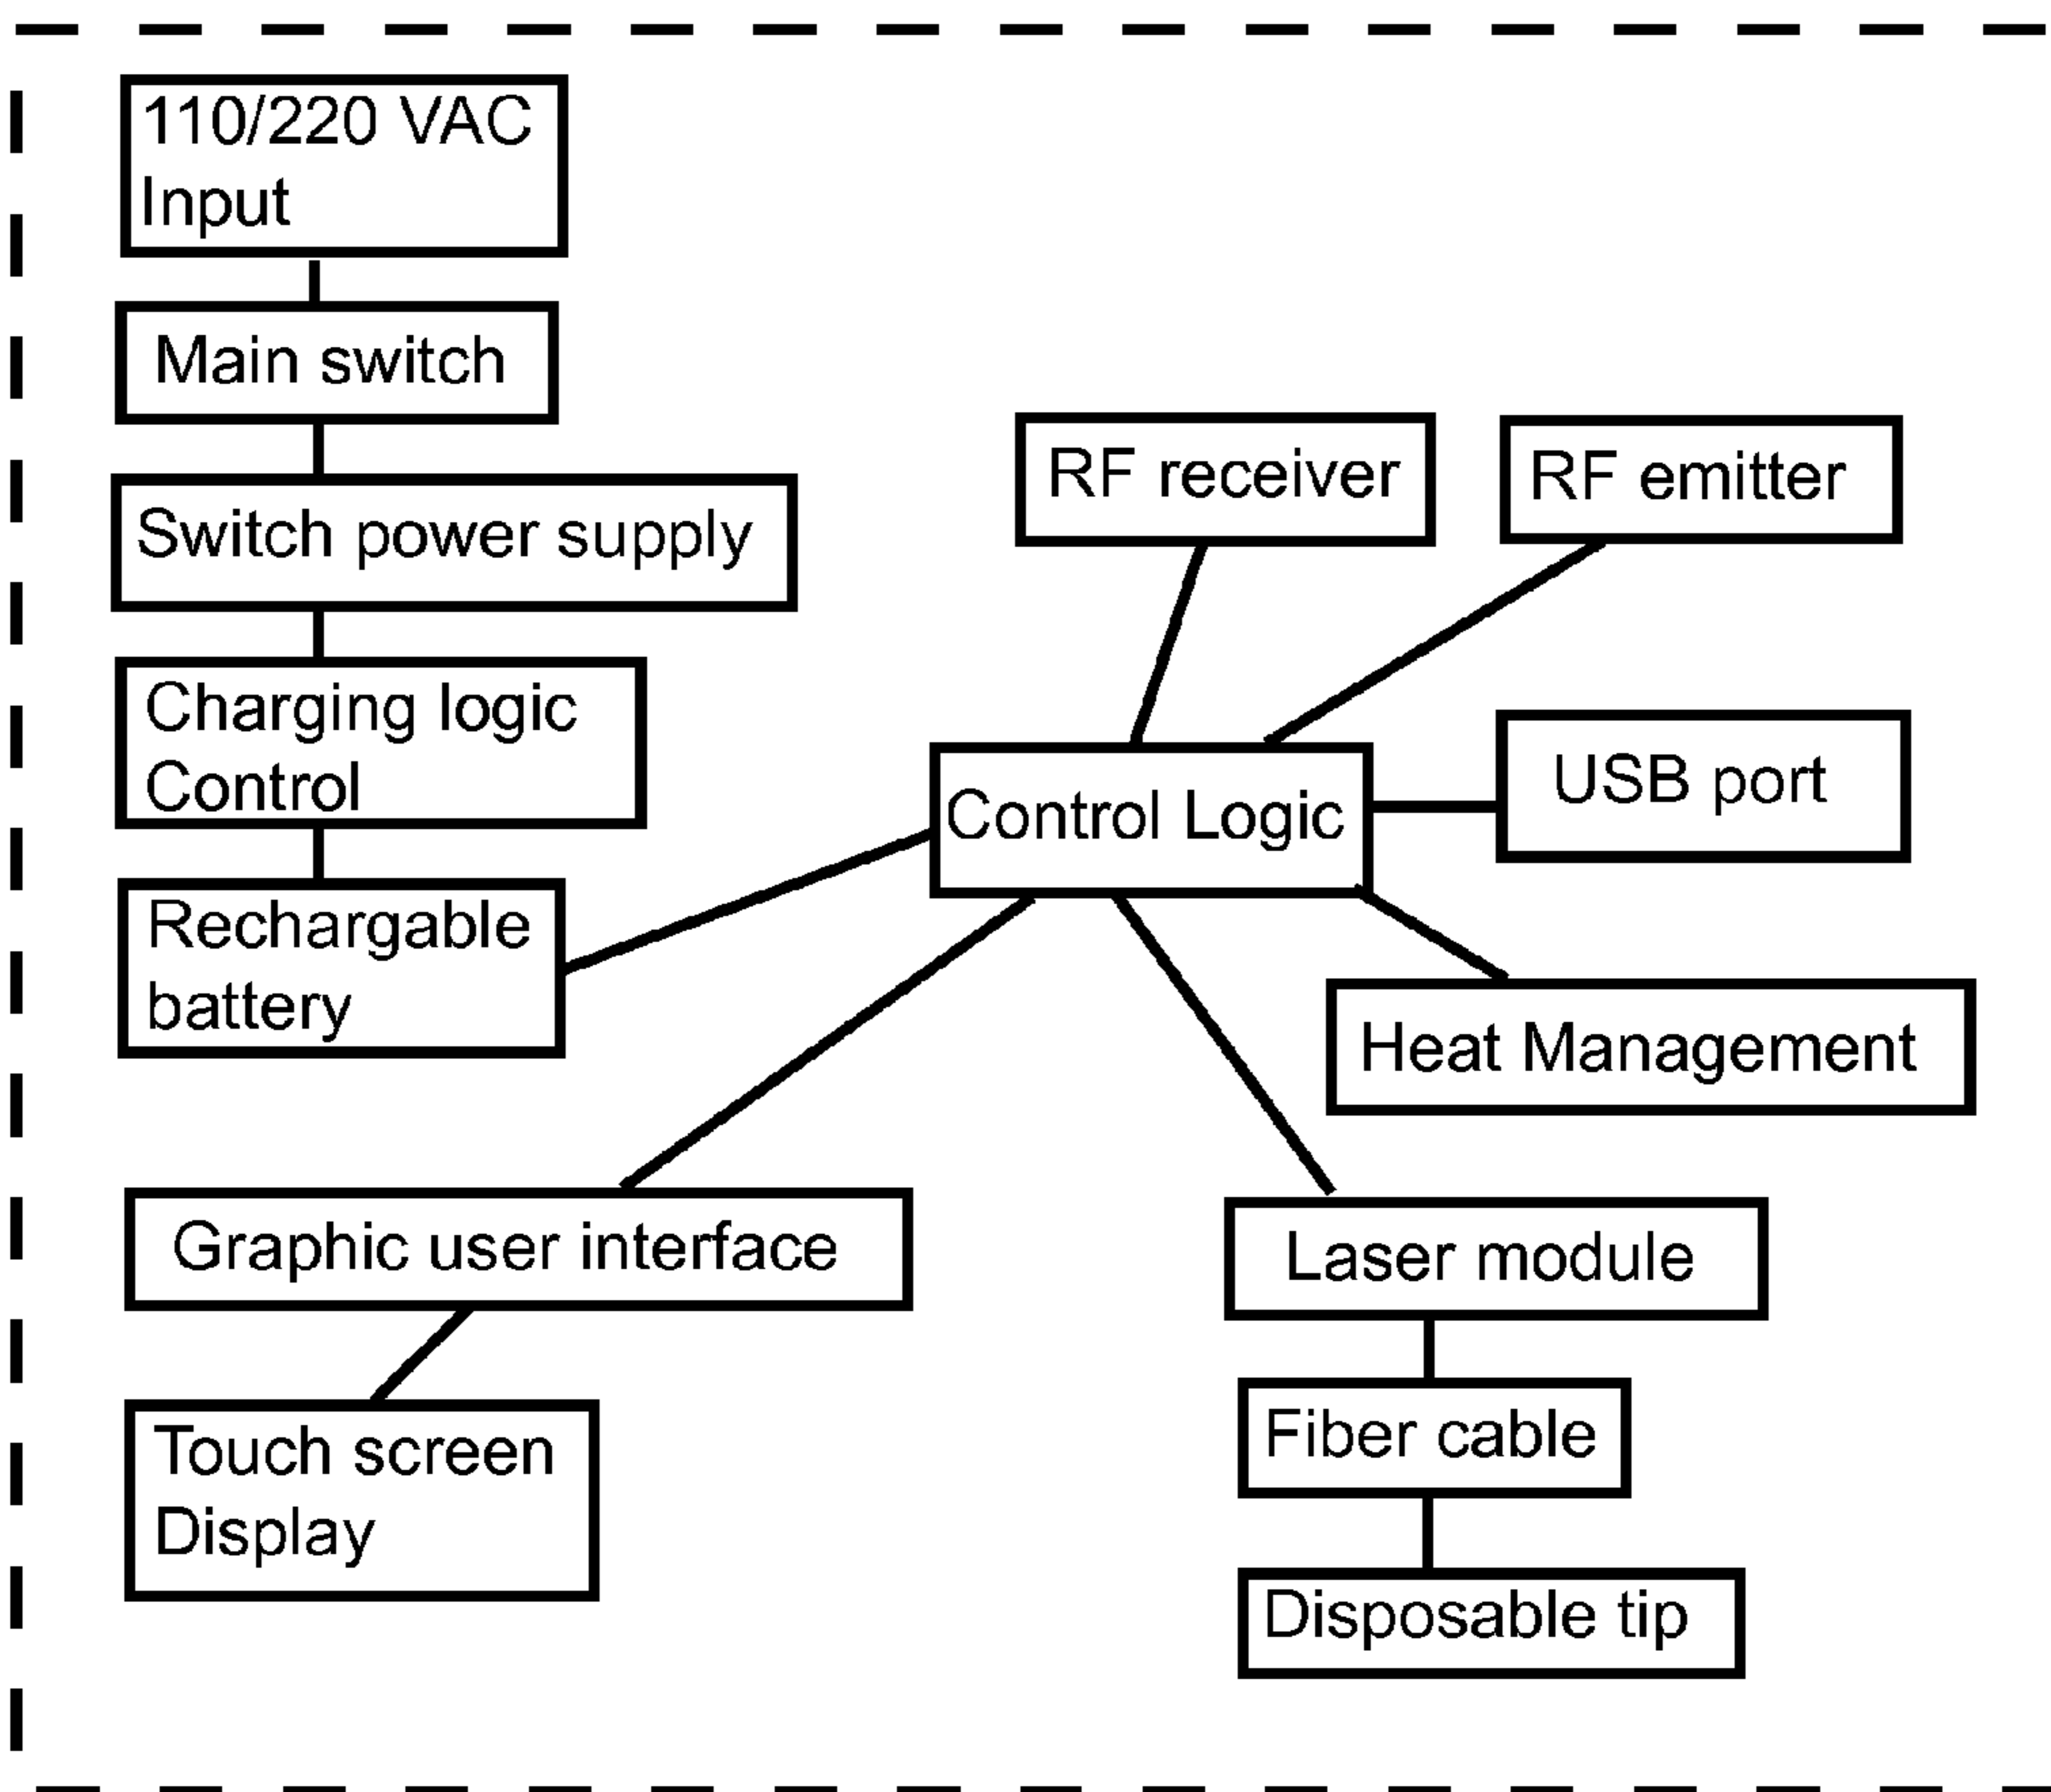 110/220 VAC
Input
Main switch
Switch power supply
Charging logic
Control
Rechargable
battery
RF receiver
RF emitter
Control Logic
USB port
Heat Management
Graphic user interface
Touch screen
Display
Laser module
Fiber cable
Disposable tip